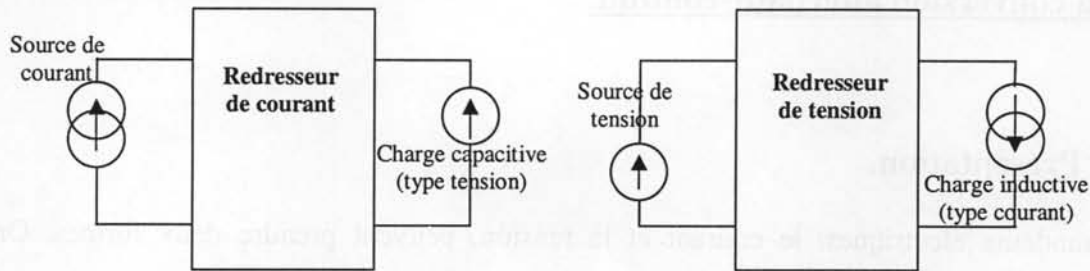 Source de
courant
Redresseur
de courant
Charge capacitive
(type tension)
Source de
tension
Redresseur
de tension
Charge inductive
(type courant)